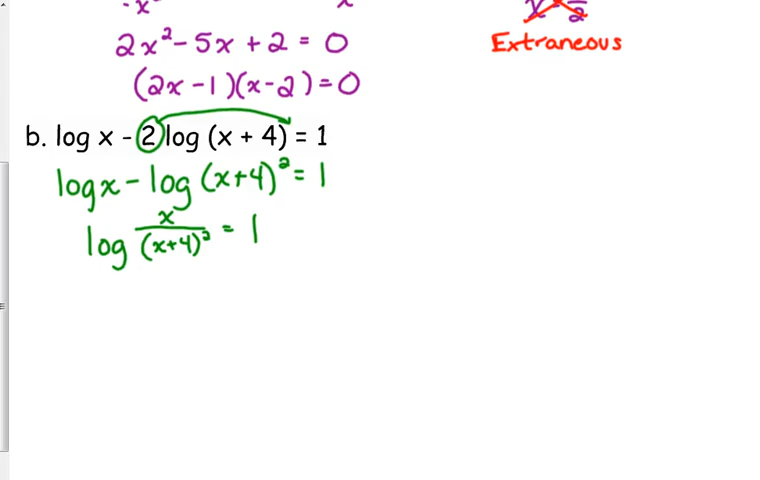 2x² - 5x + 2 = 0
Extraneous
(2x - 1)(x - 2) = 0
b. log x - 2 log (x + 4) = 1
log x - log (x+4)² = 1
log x/(x+4)² = 1